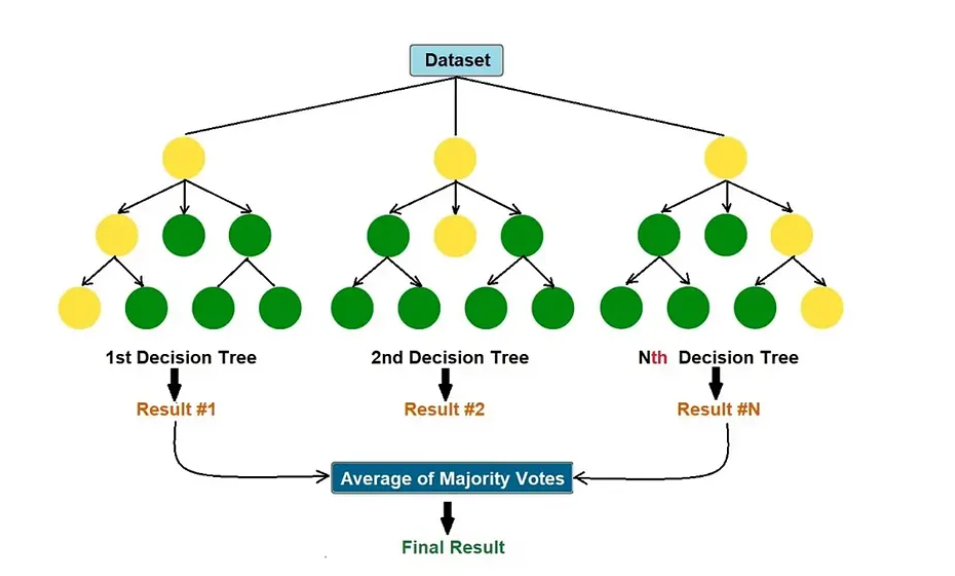 Dataset
1st Decision Tree
2nd Decision Tree
Nth Decision Tree
Result #1
Result #2
Result #N
Average of Majority Votes
Final Result